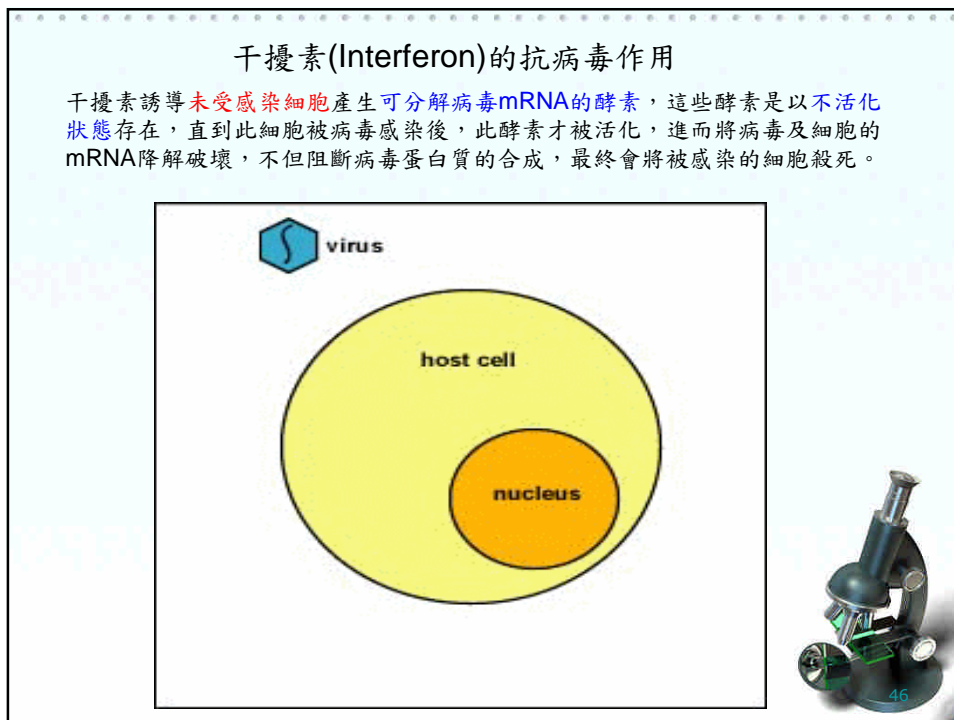 干擾素(Interferon)的抗病毒作用
干擾素誘導未受感染細胞產生可分解病毒mRNA的酵素，這些酵素是以不活化
狀態存在，直到此細胞被病毒感染後，此酵素才被活化，進而將病毒及細胞的
mRNA降解破壞，不但阻斷病毒蛋白質的合成，最終會將被感染的細胞殺死。
virus
host cell
nucleus
46